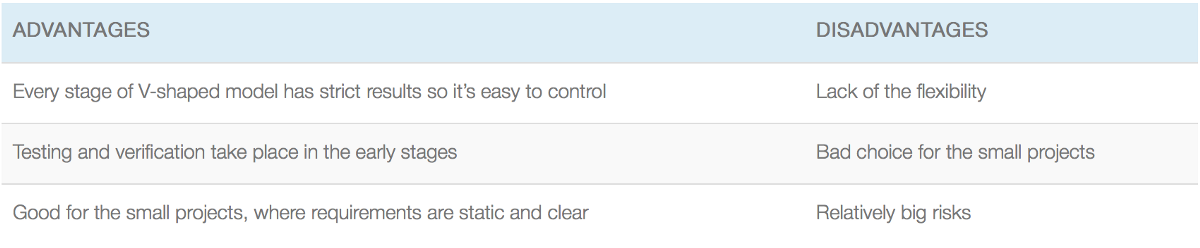 ADVANTAGES DISADVANTAGES
Every stage of V-shaped model has strict results so it’s easy to control Lack of the flexibility
Testing and verification take place in the early stages Bad choice for the small projects
Good for the small projects, where requirements are static and clear Relatively big risks